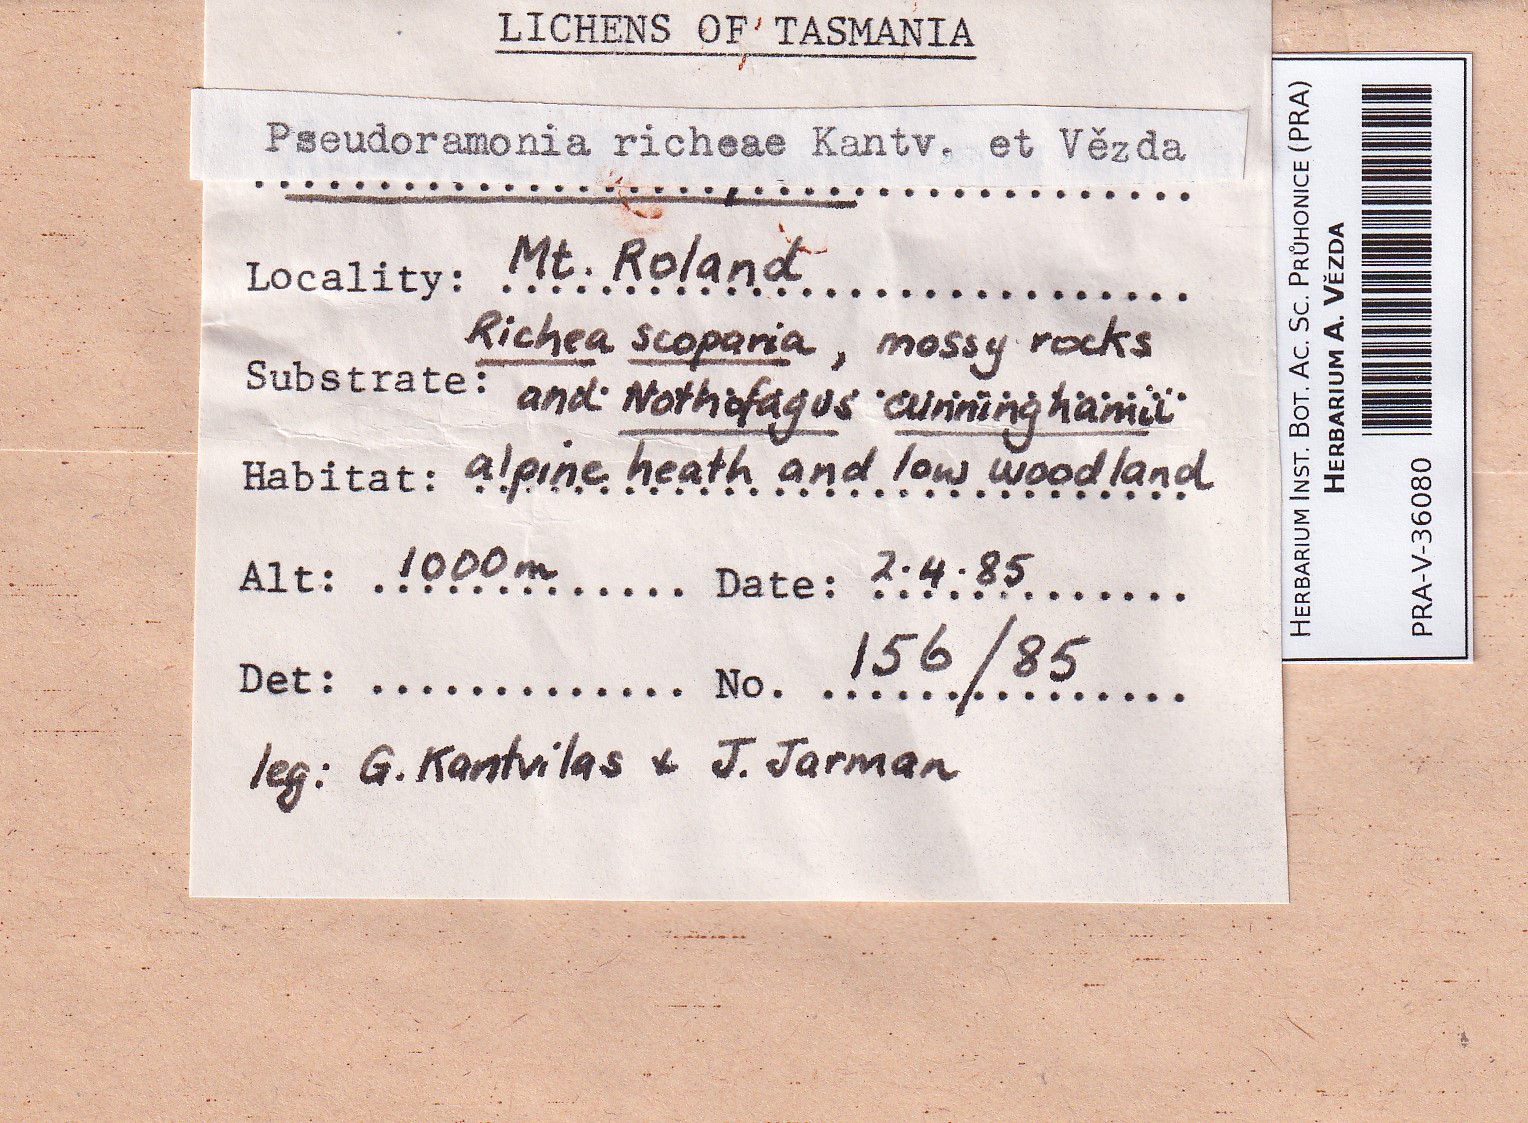 LICHENS OF TASMANIA
Pseudoramonia richeae Kantv. et Vězda
Locality: Mt. Roland
Substrate: Richea scoparia, mossy rocks
and Nothofagus cunninghamii
Habitat: alpine heath and low woodland
Alt: 1000m Date: 2.4.85
Det: No. 156/85
leg: G. Kantvilas & J. Jarman
HERBARIUM INST. BOT. AC. SC. PRŮHONICE (PRA)
HERBARIUM A. VĚZDA
PRA-V-36080